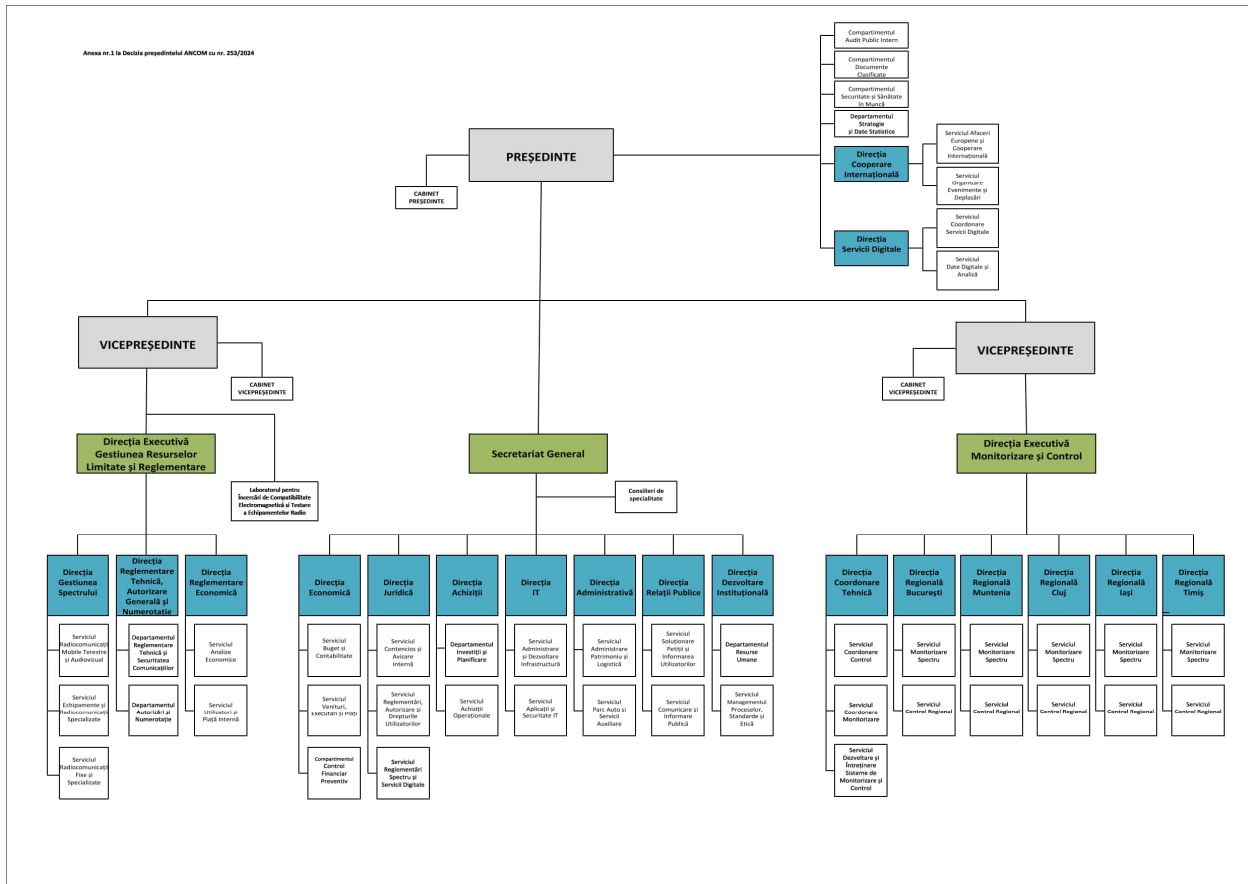 Anexa nr.1 la Decizia președintelui ANCOM cu nr. 253/2024
Compartimentul
Audit Public Intern
Compartimentul
Documente
Clasificate
Compartimentul
Securitate și Sănătate
în Muncă
Departamentul
Strategie
și Date Statistice
PREȘEDINTE
CABINET
PREȘEDINTE
Direcția
Cooperare
Internațională
Serviciul Afaceri
Europene și
Cooperare
Internațională
Serviciul
Organizare
Evenimente și
Deplasări
Direcția
Servicii Digitale
Serviciul
Coordonare
Servicii Digitale
Serviciul
Date Digitale și
Analiză
VICEPREȘEDINTE
CABINET
VICEPREȘEDINTE
VICEPREȘEDINTE
CABINET
VICEPREȘEDINTE
Direcția Executivă
Gestiunea Resurselor
Limitate și Reglementare
Laboratorul pentru
Încercări de Compatibilitate
Electromagnetică și Testare
a Echipamentelor Radio
Secretariat General
Consilieri de
specialitate
Direcția Executivă
Monitorizare și Control
Direcția
Gestiunea
Spectrului
Direcția
Reglementare
Tehnică,
Autorizare
Generală și
Numerotație
Direcția
Reglementare
Economică
Direcția
Economică
Direcția
Juridică
Direcția
Achiziții
Direcția
IT
Direcția
Administrativă
Direcția
Relații Publice
Direcția
Dezvoltare
Instituțională
Direcția
Coordonare
Tehnică
Direcția
Regională
București
Direcția
Regională
Muntenia
Direcția
Regională
Cluj
Direcția
Regională
Iași
Direcția
Regională
Timiș
Serviciul
Radiocomunicații
Mobile Terestre
și Audiovizual
Departamentul
Reglementare
Tehnică și
Securitatea
Comunicațiilor
Serviciul
Analize
Economice
Serviciul
Buget și
Contabilitate
Serviciul
Contencios și
Avizare
Internă
Departamentul
Investiții și
Planificare
Serviciul
Administrare
și Dezvoltare
Infrastructură
Serviciul
Administrare
Patrimoniu și
Logistică
Serviciul
Soluționare
Petiții și
Informarea
Utilizatorilor
Departamentul
Resurse
Umane
Serviciul
Coordonare
Control
Serviciul
Monitorizare
Spectru
Serviciul
Monitorizare
Spectru
Serviciul
Monitorizare
Spectru
Serviciul
Monitorizare
Spectru
Serviciul
Monitorizare
Spectru
Serviciul
Echipamente și
Radiocomunicații
Specializate
Departamentul
Autorizări și
Numerotație
Serviciul
Utilizatori și
Piață Internă
Serviciul
Venituri,
Executări și Plăți
Serviciul
Reglementări,
Autorizare și
Drepturile
Utilizatorilor
Serviciul
Achiziții
Operaționale
Serviciul
Aplicații și
Securitate IT
Serviciul
Parc Auto și
Servicii
Auxiliare
Serviciul
Comunicare și
Informare
Publică
Serviciul
Managementul
Proceselor,
Standarde și
Etică
Serviciul
Coordonare
Monitorizare
Serviciul
Control Regional
Serviciul
Control Regional
Serviciul
Control Regional
Serviciul
Control Regional
Serviciul
Control Regional
Serviciul
Radiocomunicații
Fixe și
Specializate
Compartimentul
Control
Financiar
Preventiv
Serviciul
Reglementări
Spectru și
Servicii Digitale
Serviciul
Dezvoltare și
Întreținere
Sisteme de
Monitorizare și
Control